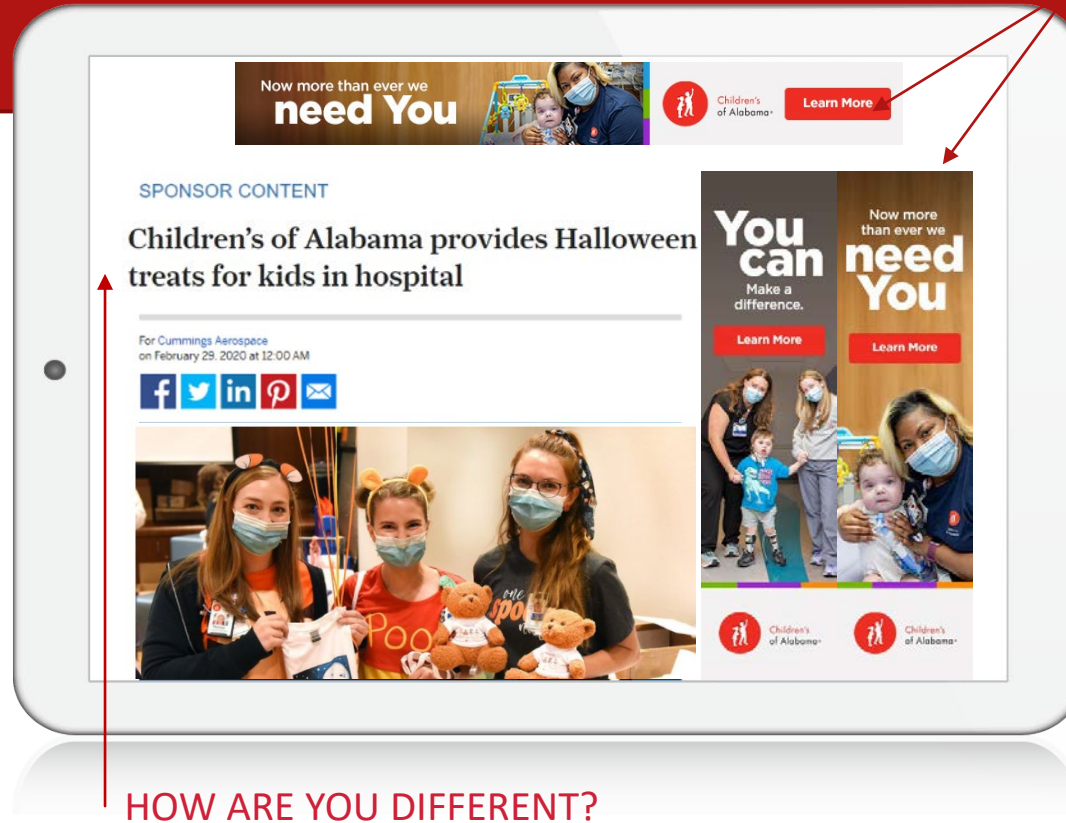 Now more than ever we
need You
Children's
of Alabama
Learn More
SPONSOR CONTENT
Children's of Alabama provides Halloween
treats for kids in hospital
For Cummings Aerospace
on February 29. 2020 at 12:00 AM
f in
You
can
Make a
difference.
Learn More
Children's
of Alabama
Now more
than ever we
need
You
Learn More
Children's
of Alabama
one
Poo
HOW ARE YOU DIFFERENT?